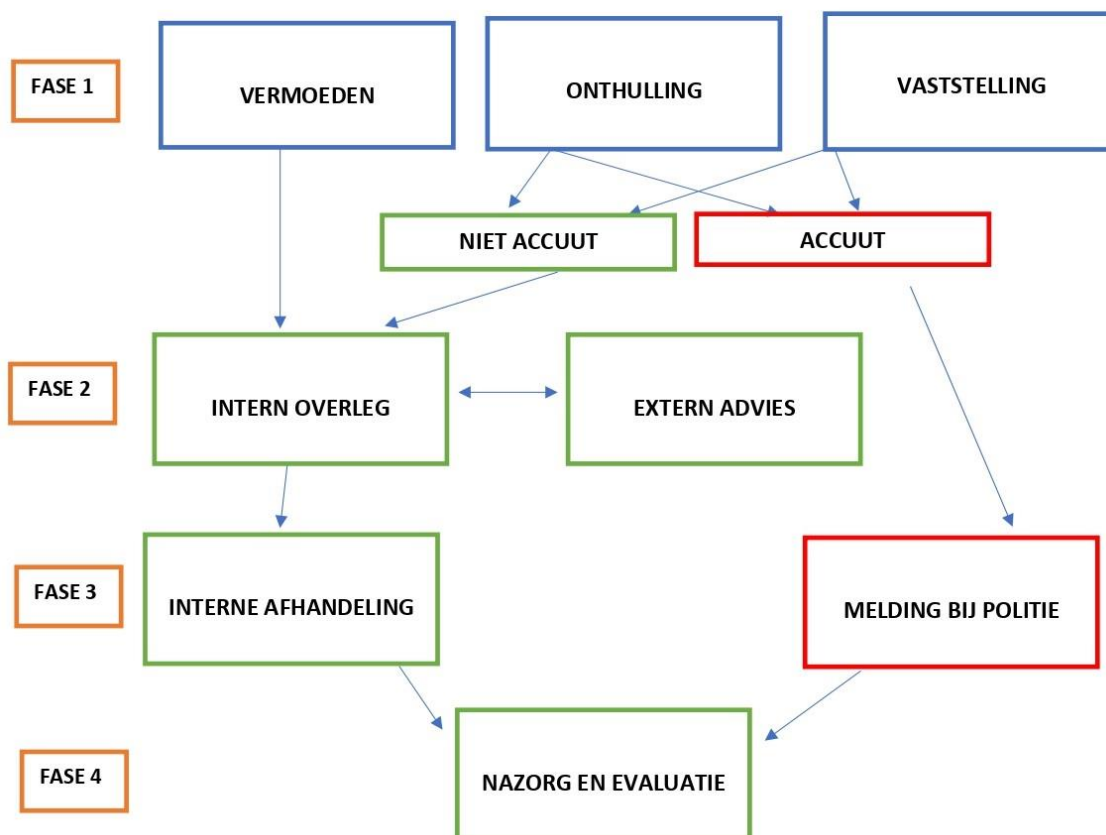 FASE 1
VERMOEDEN
ONTHULLING
VASTSTELLING
NIET ACCUUT
ACCUUT
FASE 2
INTERN OVERLEG
EXTERN ADVIES
FASE 3
INTERNE AFHANDELING
MELDING BIJ POLITIE
FASE 4
NAZORG EN EVALUATIE